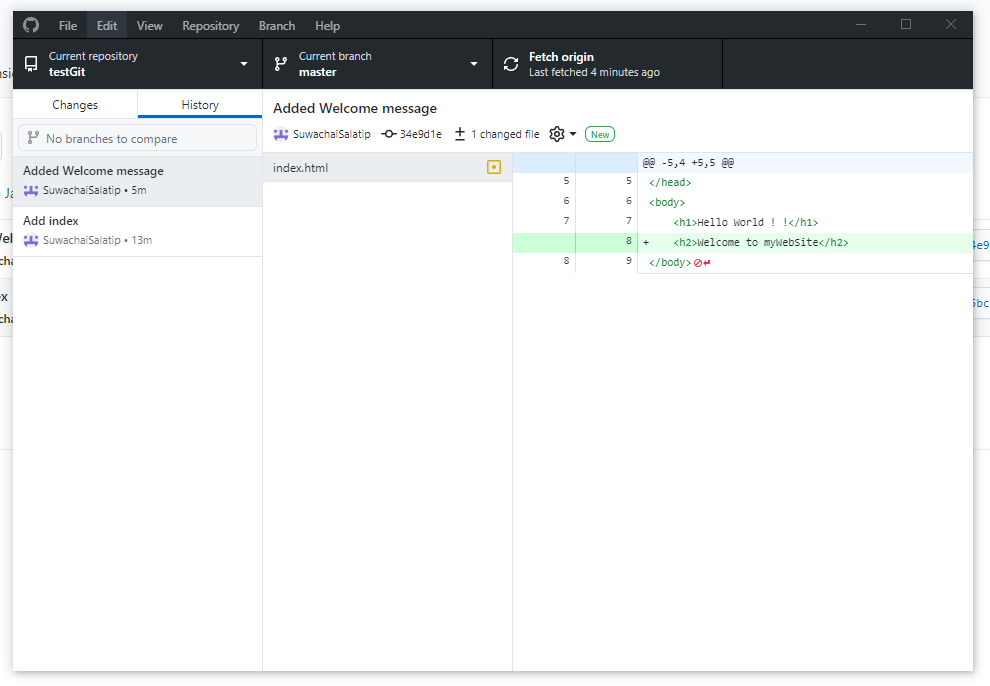 File Edit View Repository Branch Help
Current repository
testGit
Current branch
master
Fetch origin
Last fetched 4 minutes ago
Changes History
No branches to compare
Added Welcome message
SuwachaiSalatip • 5m
Add index
SuwachaiSalatip • 13m
Added Welcome message
SuwachaiSalatip 34e9d1e 1 changed file New
index.html
@@ -5,4 +5,5 @@
5 5 </head>
6 6 <body>
7 7 <h1>Hello World ! !</h1>
8 + <h2>Welcome to myWebSite</h2>
8 9 </body>